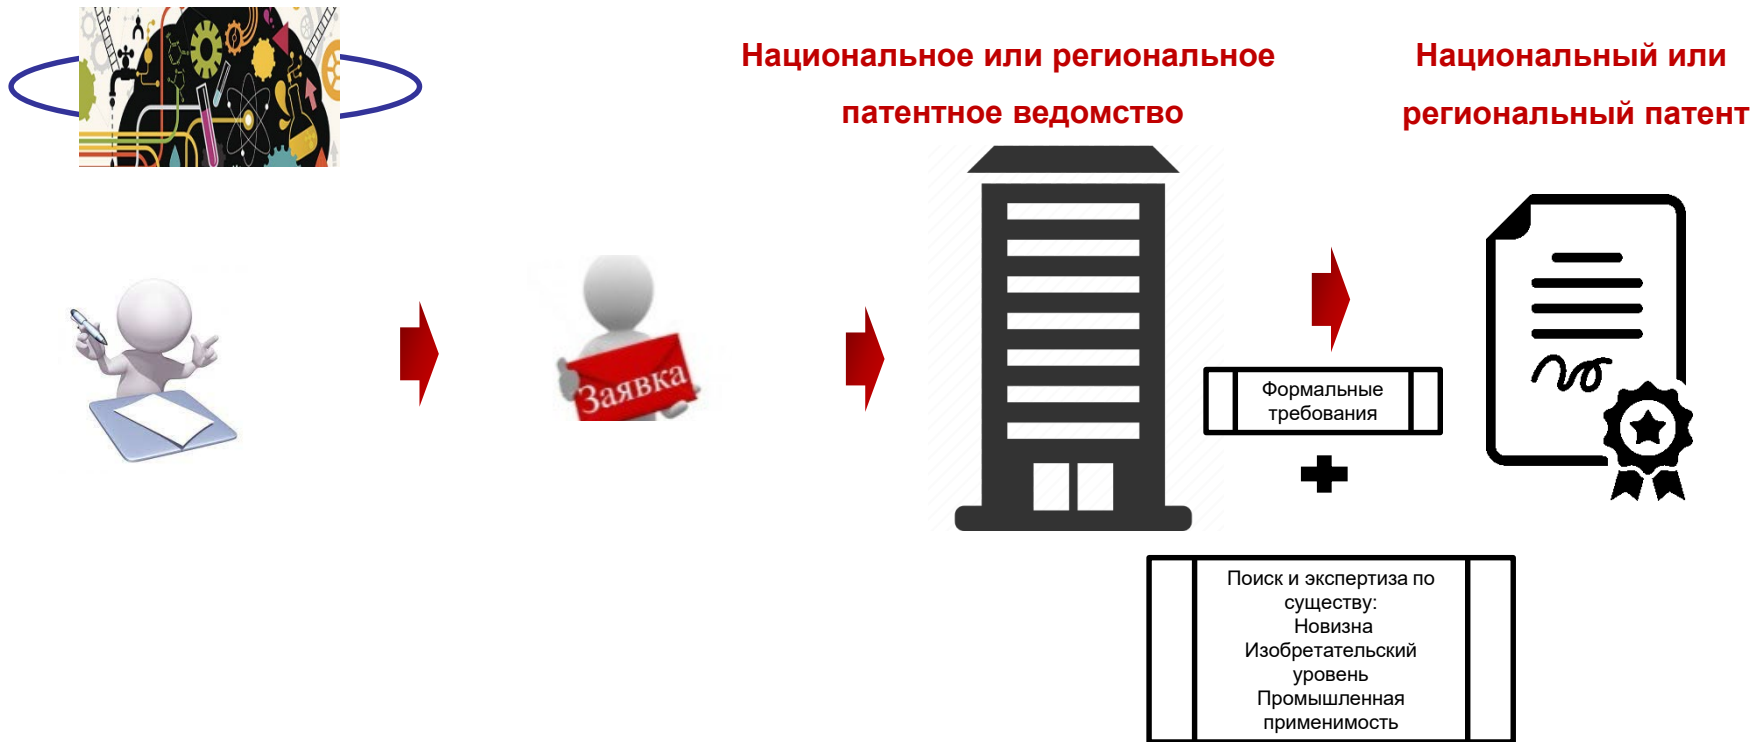 Национальное или региональное
патентное ведомство
Национальный или
региональный патент
Заявка
Формальные
требования
Поиск и экспертиза по
существу:
Новизна
Изобретательский
уровень
Промышленная
применимость